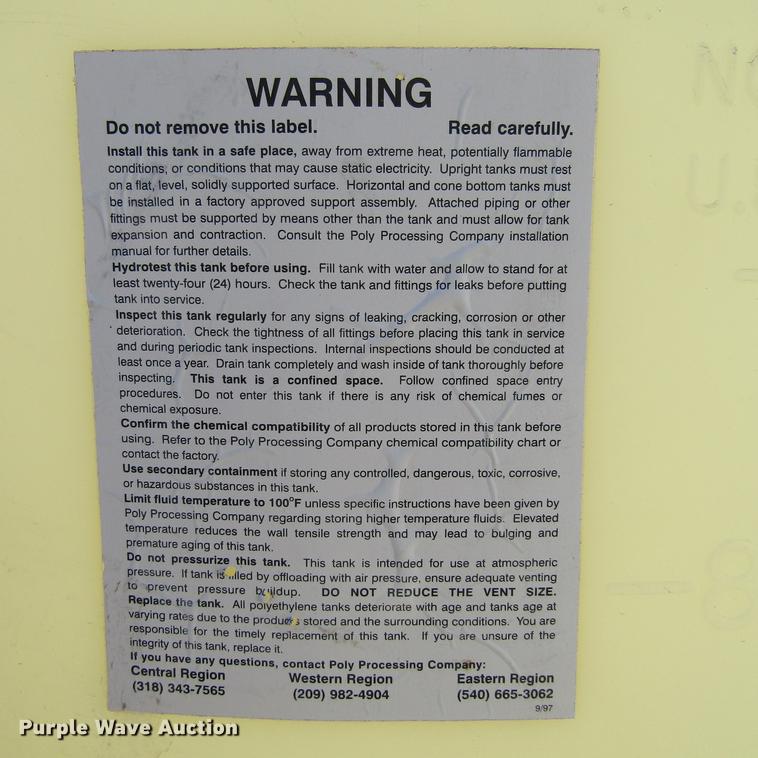 WARNING
Do not remove this label. Read carefully.
Install this tank in a safe place, away from extreme heat, potentially flammable
conditions, or conditions that may cause static electricity. Upright tanks must rest
on a flat, level, solidly supported surface. Horizontal and cone bottom tanks must
be installed in a factory approved support assembly. Attached piping or other
fittings must be supported by means other than the tank and must allow for tank
expansion and contraction. Consult the Poly Processing Company installation
manual for further details.
Hydrotest this tank before using. Fill tank with water and allow to stand for at
least twenty-four (24) hours. Check the tank and fittings for leaks before putting
tank into service.
Inspect this tank regularly for any signs of leaking, cracking, corrosion or other
deterioration. Check the tightness of all fittings before placing this tank in service
and during periodic tank inspections. Internal inspections should be conducted at
least once a year. Drain tank completely and wash inside of tank thoroughly before
inspecting. This tank is a confined space. Follow confined space entry
procedures. Do not enter this tank if there is any risk of chemical fumes or
chemical exposure.
Confirm the chemical compatibility of all products stored in this tank before
using. Refer to the Poly Processing Company chemical compatibility chart or
contact the factory.
Use secondary containment if storing any controlled, dangerous, toxic, corrosive,
or hazardous substances in this tank.
Limit fluid temperature to 100°F unless specific instructions have been given by
Poly Processing Company regarding storing higher temperature fluids. Elevated
temperature reduces the wall tensile strength and may lead to bulging and
premature aging of this tank.
Do not pressurize this tank. This tank is intended for use at atmospheric
pressure. If tank is filled by offloading with air pressure, ensure adequate venting
to prevent pressure buildup. DO NOT REDUCE THE VENT SIZE.
Replace the tank. All polyethylene tanks deteriorate with age and tanks age at
varying rates due to the products stored and the surrounding conditions. You are
responsible for the timely replacement of this tank. If you are unsure of the
integrity of this tank, replace it.
If you have any questions, contact Poly Processing Company:
Central Region Western Region Eastern Region
(318) 343-7565 (209) 982-4904 (540) 665-3062
9/97
Purple Wave Auction